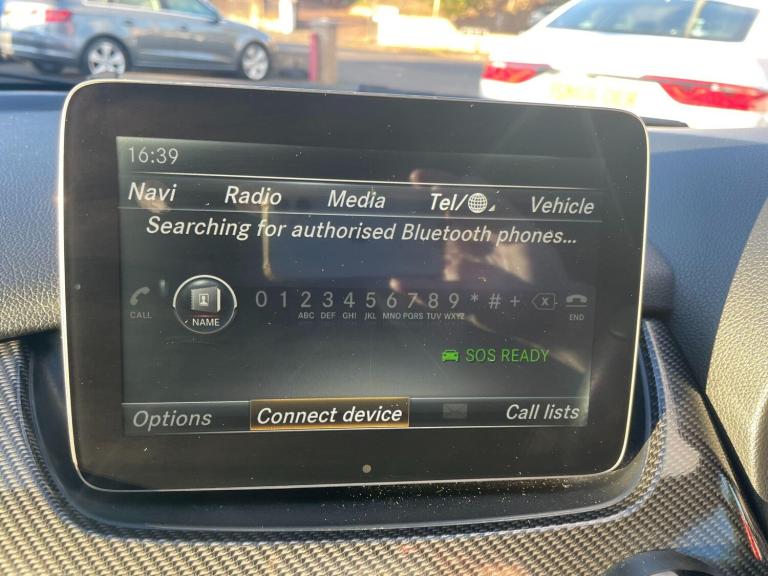 16:39
Navi Radio Media Tel/ Vehicle
Searching for authorised Bluetooth phones...
CALL NAME 0 1 2 3 4 5 6 7 8 9 * # + X END
ABC DEF GHI JKL MNO PQRS TUV WXYZ
SOS READY
Options Connect device Call lists